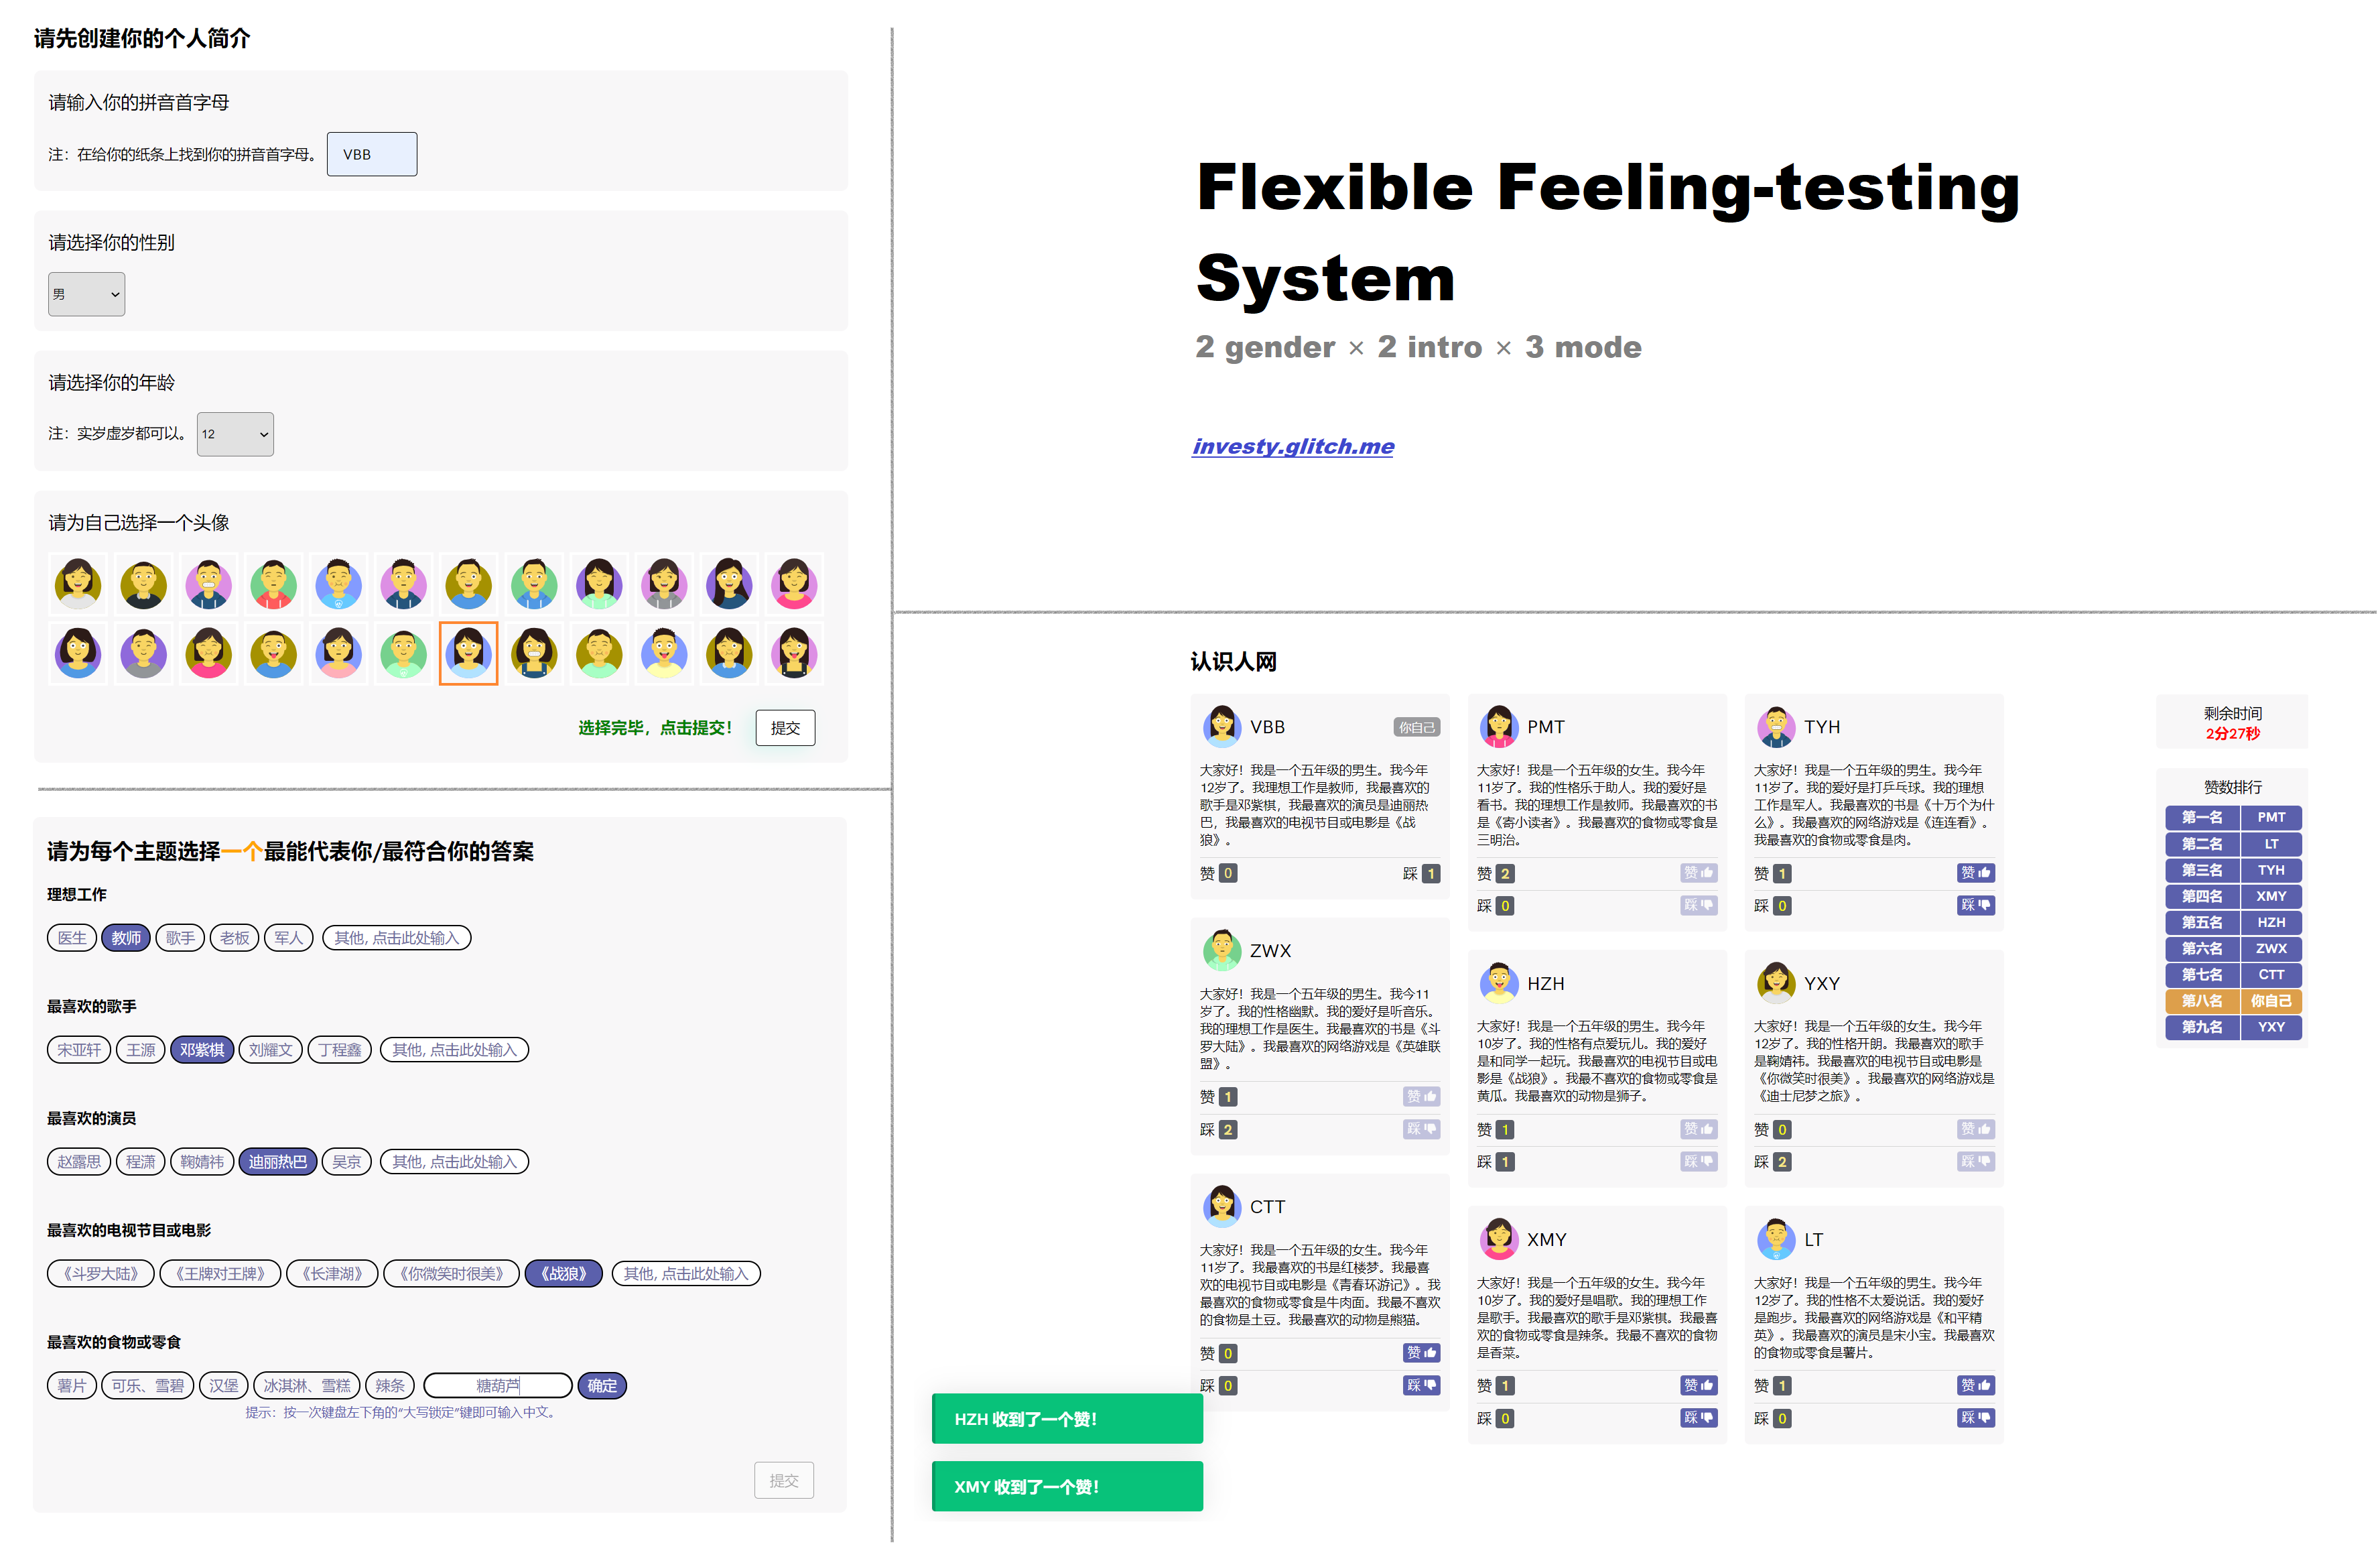 请先创建你的个人简介
请输入你的拼音首字母
注：在给你的纸条上找到你的拼音首字母。 VBB
请选择你的性别
男
请选择你的年龄
注：实岁虚岁都可以。 12
请为自己选择一个头像
选择完毕，点击提交！ 提交
请为每个主题选择一个最能代表你/最符合你的答案
理想工作
医生 教师 歌手 老板 军人 其他, 点击此处输入
最喜欢的歌手
宋亚轩 王源 邓紫棋 刘耀文 丁程鑫 其他, 点击此处输入
最喜欢的演员
赵露思 程潇 鞠婧祎 迪丽热巴 吴京 其他, 点击此处输入
最喜欢的电视节目或电影
《斗罗大陆》 《王牌对王牌》 《长津湖》 《你微笑时很美》 《战狼》 其他, 点击此处输入
最喜欢的食物或零食
薯片 可乐、雪碧 汉堡 冰淇淋、雪糕 辣条 糖葫芦 确定
提示：按一次键盘左下角的“大写锁定”键即可输入中文。
提交
Flexible Feeling-testing
System
2 gender × 2 intro × 3 mode
investy.glitch.me
认识人网
VBB 你自己
大家好！我是一个五年级的男生。我今年
12岁了。我理想工作是教师，我最喜欢的
歌手是邓紫棋，我最喜欢的演员是迪丽热
巴，我最喜欢的电视节目或电影是《战
狼》。
赞 0 踩 1
ZWX
大家好！我是一个五年级的男生。我今11
岁了。我的性格幽默。我的爱好是听音乐。
我的理想工作是医生。我最喜欢的书是《斗
罗大陆》。我最喜欢的网络游戏是《英雄联
盟》。
赞 1 赞
踩 2 踩
CTT
大家好！我是一个五年级的女生。我今年
11岁了。我最喜欢的书是红楼梦。我最喜
欢的电视节目或电影是《青春环游记》。我
最喜欢的食物或零食是牛肉面。我最不喜欢
的食物是土豆。我最喜欢的动物是熊猫。
赞 0 赞
踩 0 踩
PMT
大家好！我是一个五年级的女生。我今年
11岁了。我的性格乐于助人。我的爱好是
看书。我的理想工作是教师。我最喜欢的书
是《寄小读者》。我最喜欢的食物或零食是
三明治。
赞 2 赞
踩 0 踩
HZH
大家好！我是一个五年级的男生。我今年
10岁了。我的性格有点爱玩儿。我的爱好
是和同学一起玩。我最喜欢的电视节目或电
影是《战狼》。我最不喜欢的食物或零食是
黄瓜。我最喜欢的动物是狮子。
赞 1 赞
踩 1 踩
XMY
大家好！我是一个五年级的女生。我今年
10岁了。我的爱好是唱歌。我的理想工作
是歌手。我最喜欢的歌手是邓紫棋。我最喜
欢的食物或零食是辣条。我最不喜欢的食物
是香菜。
赞 1 赞
踩 0 踩
TYH
大家好！我是一个五年级的男生。我今年
11岁了。我的爱好是打乒乓球。我的理想
工作是军人。我最喜欢的书是《十万个为什
么》。我最喜欢的网络游戏是《连连看》。
我最喜欢的食物或零食是肉。
赞 1 赞
踩 0 踩
YXY
大家好！我是一个五年级的女生。我今年
12岁了。我的性格开朗。我最喜欢的歌手
是鞠婧祎。我最喜欢的电视节目或电影是
《你微笑时很美》。我最喜欢的网络游戏是
《迪士尼梦之旅》。
赞 0 赞
踩 2 踩
LT
大家好！我是一个五年级的男生。我今年
12岁了。我的性格不太爱说话。我的爱好
是跑步。我最喜欢的网络游戏是《和平精
英》。我最喜欢的演员是宋小宝。我最喜欢
的食物或零食是薯片。
赞 1 赞
踩 0 踩
剩余时间
2分27秒
赞数排行
第一名 PMT
第二名 LT
第三名 TYH
第四名 XMY
第五名 HZH
第六名 ZWX
第七名 CTT
第八名 你自己
第九名 YXY
HZH 收到了一个赞！
XMY 收到了一个赞！